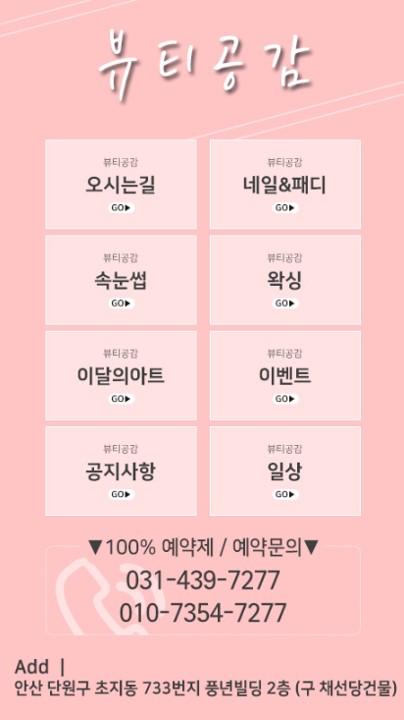 뷰티공감
뷰티공감
오시는길
GO▶
뷰티공감
네일&패디
GO▶
뷰티공감
속눈썹
GO▶
뷰티공감
왁싱
GO▶
뷰티공감
이달의아트
GO▶
뷰티공감
이벤트
GO▶
뷰티공감
공지사항
GO▶
뷰티공감
일상
GO▶
▼100% 예약제 / 예약문의▼
031-439-7277
010-7354-7277
Add |
안산 단원구 초지동 733번지 풍년빌딩 2층 (구 채선당건물)